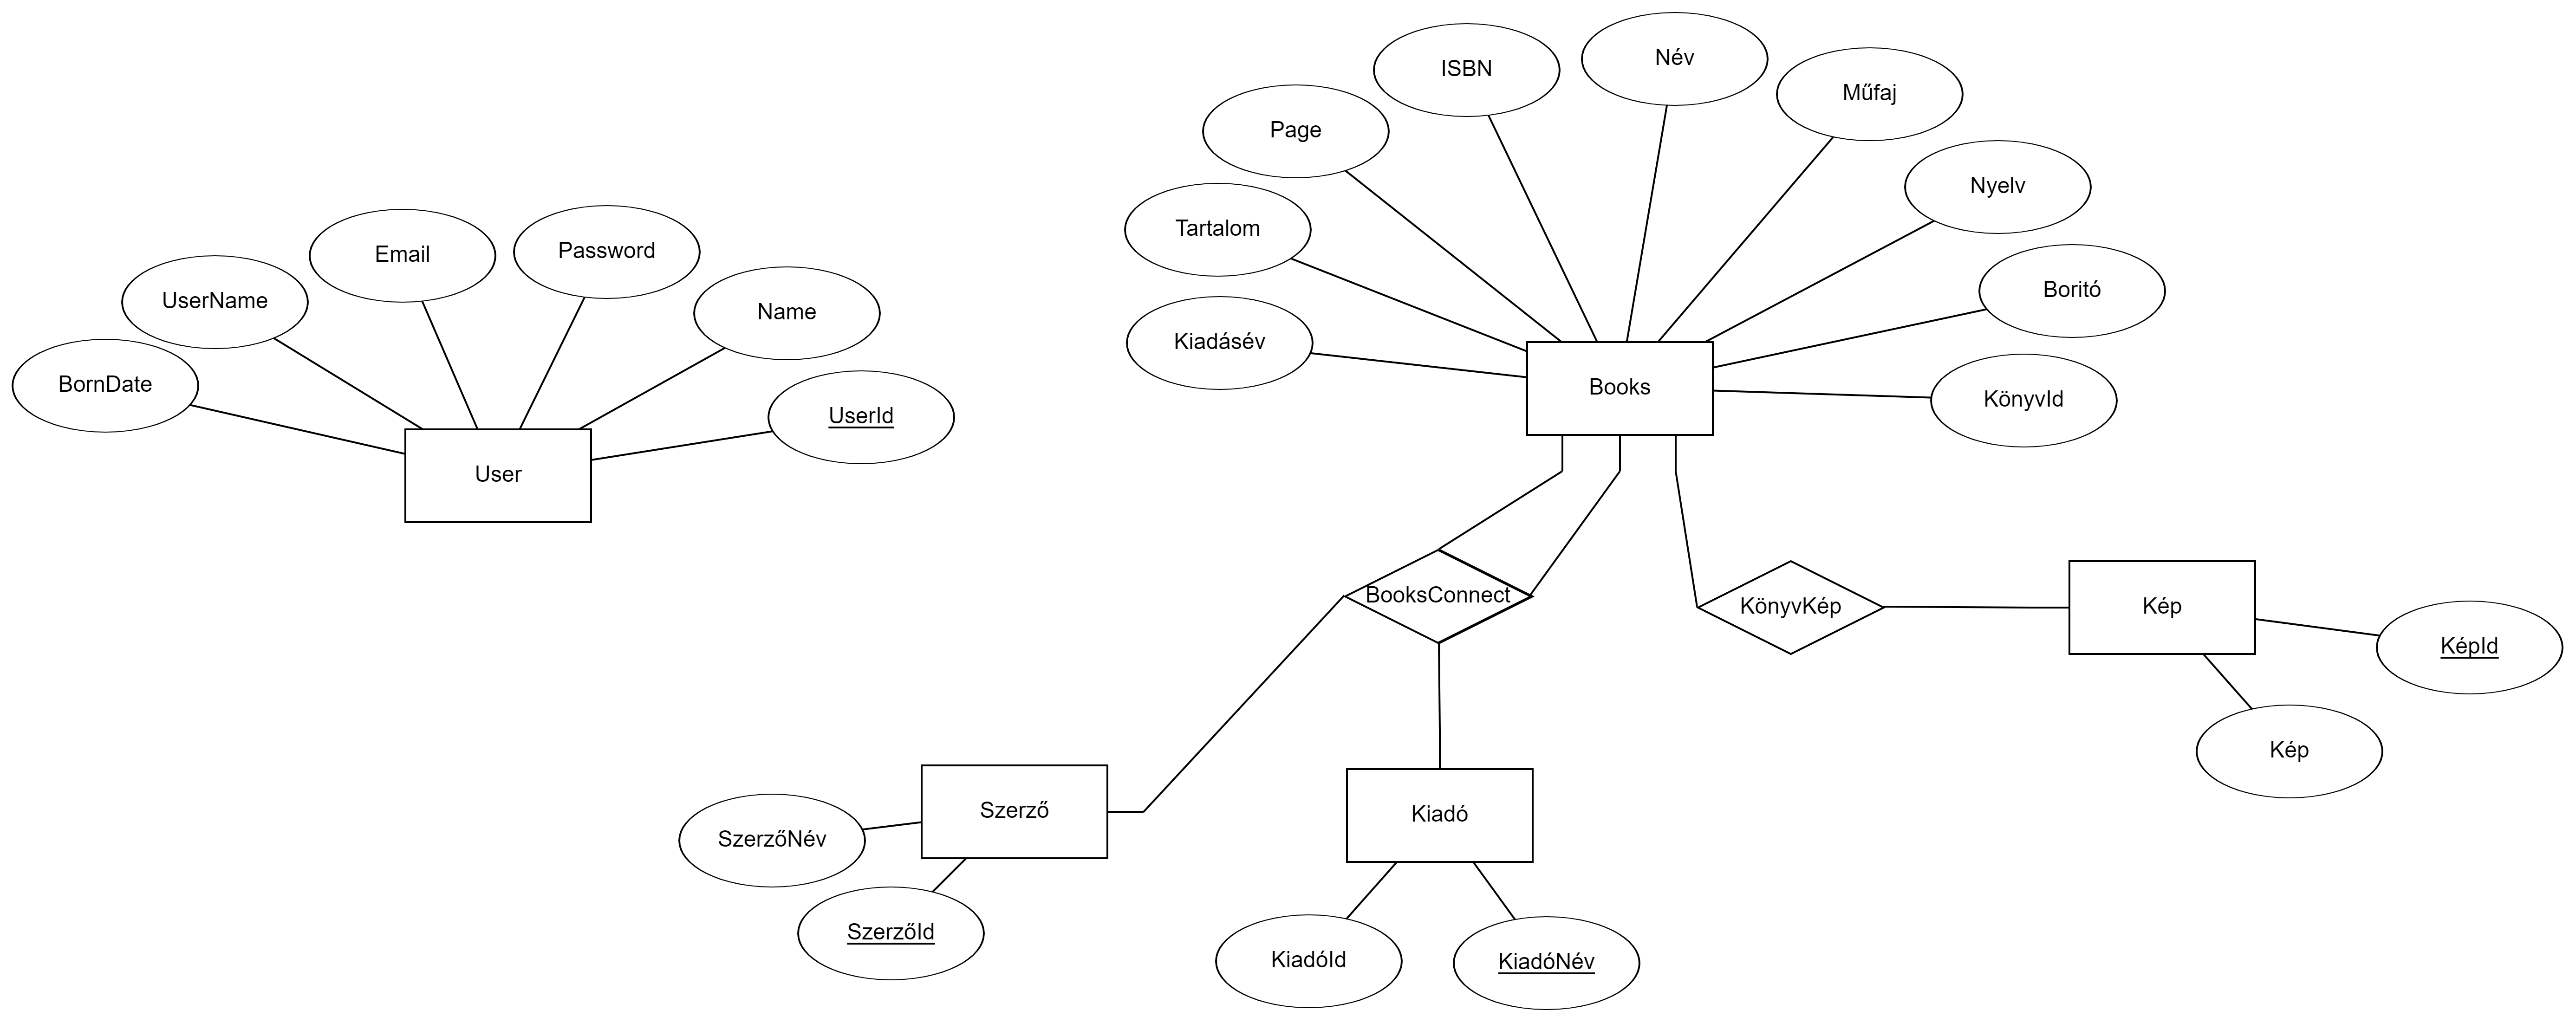 BornDate
UserName
Email
Password
Name
UserId
User
Kiadásév
Tartalom
Page
ISBN
Név
Műfaj
Nyelv
Boritó
KönyvId
Books
BooksConnect
KönyvKép
Kép
KépId
Kép
Szerző
SzerzőNév
SzerzőId
Kiadó
KiadóId
KiadóNév